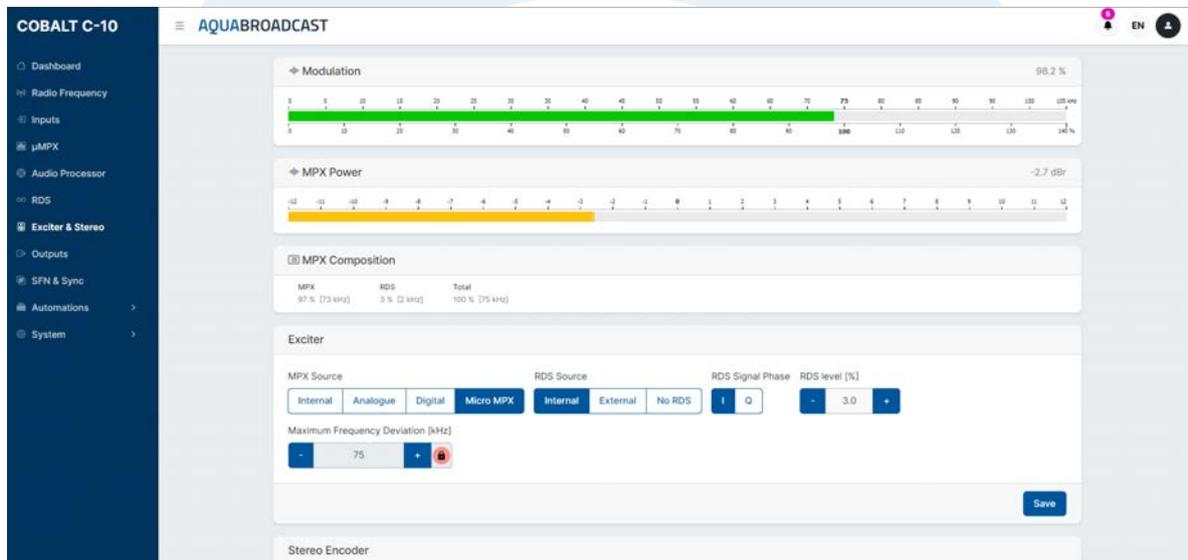 COBALT C-10
AQUABROADCAST
5
EN
Dashboard
Radio Frequency
Inputs
µMPX
Audio Processor
RDS
Exciter & Stereo
Outputs
SFN & Sync
Automations
System
Modulation 98.2 %
0 5 10 15 20 25 30 35 40 45 50 55 60 65 70 75 80 85 90 95 100 105 kHz
0 10 20 30 40 50 60 70 80 90 100 110 120 130 140 %
MPX Power -2.7 dBr
-12 -11 -10 -9 -8 -7 -6 -5 -4 -3 -2 -1 0 1 2 3 4 5 6 7 8 9 10 11 12
MPX Composition
MPX RDS Total
97 % [73 kHz] 3 % [2 kHz] 100 % [75 kHz]
Exciter
MPX Source RDS Source RDS Signal Phase RDS level [%]
Internal Analogue Digital Micro MPX Internal External No RDS I Q - 3.0 +
Maximum Frequency Deviation [kHz]
- 75 +
Save
Stereo Encoder